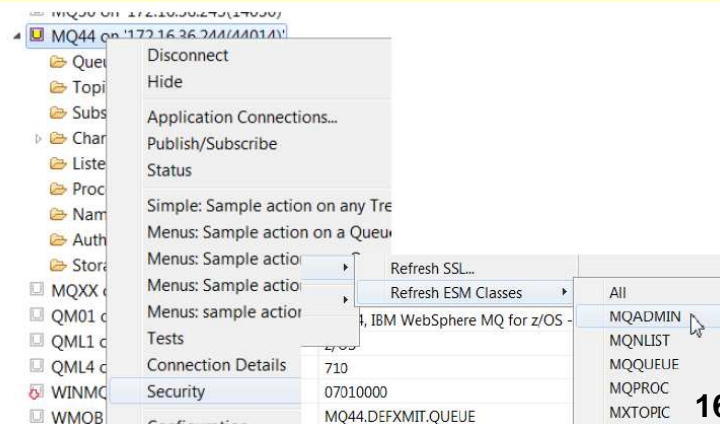 MQ44 on '172.16.36.244(44014)'
Disconnect
Hide
Application Connections...
Publish/Subscribe
Status
Simple: Sample action on any Tre
Menus: Sample action on a Queu
Menus: Sample action
Menus: Sample action
Menus: sample action
Tests
Connection Details
Security
Queu
Topi
Subs
Char
Liste
Proc
Nam
Auth
Stora
MQXX
QM01
QML1
QML4
WINMQ
WMOB
Refresh SSL...
Refresh ESM Classes
, IBM WebSphere MQ for z/OS -
710
07010000
MQ44.DEFXMIT.QUEUE
All
MQADMIN
MQNLIST
MQQUEUE
MQPROC
MXTOPIC
16